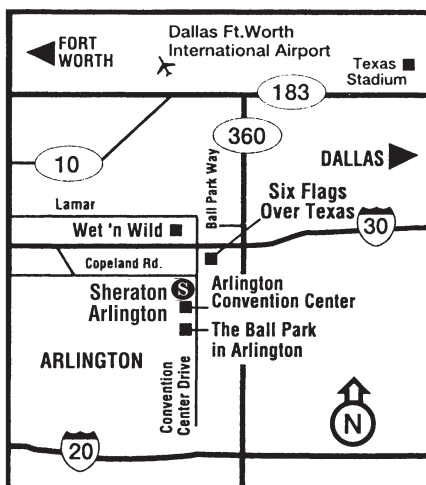 FORT
WORTH
Dallas Ft.Worth
International Airport
Texas
Stadium
183
360
10
DALLAS
Ball Park Way
Six Flags
Over Texas
Lamar
Wet 'n Wild
30
Copeland Rd.
Sheraton
Arlington
S
Arlington
Convention Center
The Ball Park
in Arlington
ARLINGTON
Convention
Center Drive
N
20